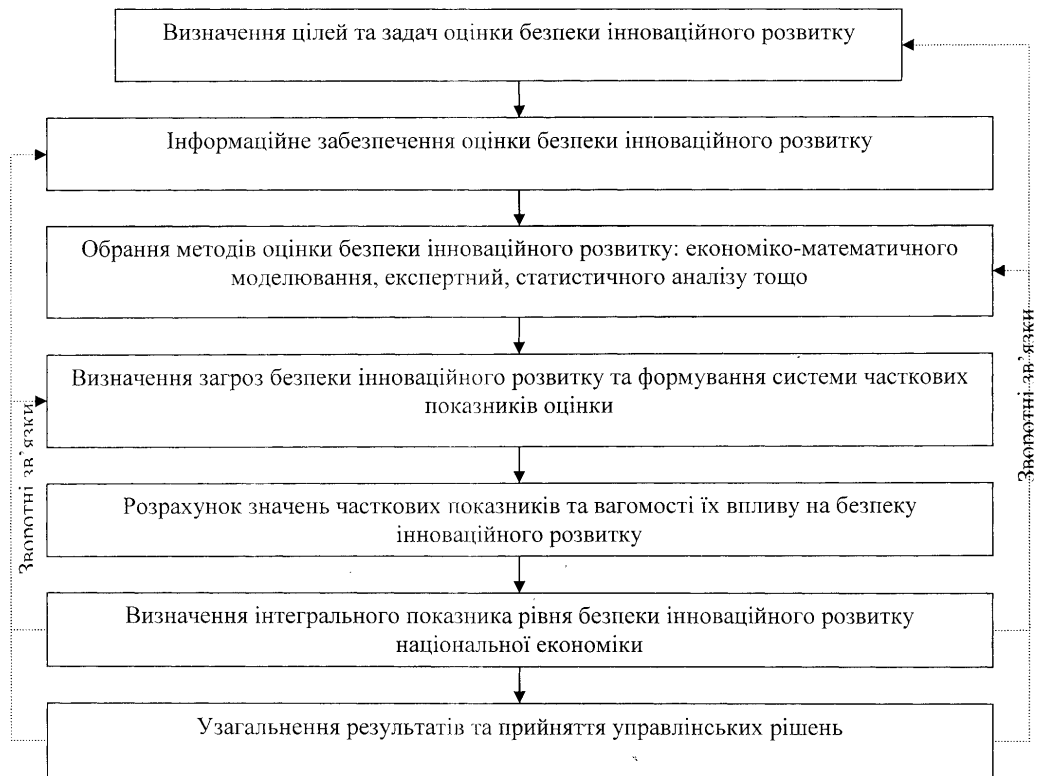 Визначення цілей та задач оцінки безпеки інноваційного розвитку
Інформаційне забезпечення оцінки безпеки інноваційного розвитку
Обрання методів оцінки безпеки інноваційного розвитку: економіко-математичного
моделювання, експертний, статистичного аналізу тощо
Визначення загроз безпеки інноваційного розвитку та формування системи часткових
показників оцінки
Розрахунок значень часткових показників та вагомості їх впливу на безпеку
інноваційного розвитку
Визначення інтегрального показника рівня безпеки інноваційного розвитку
національної економіки
Узагальнення результатів та прийняття управлінських рішень
Зворотні зв’язки
Зворотні зв’язки